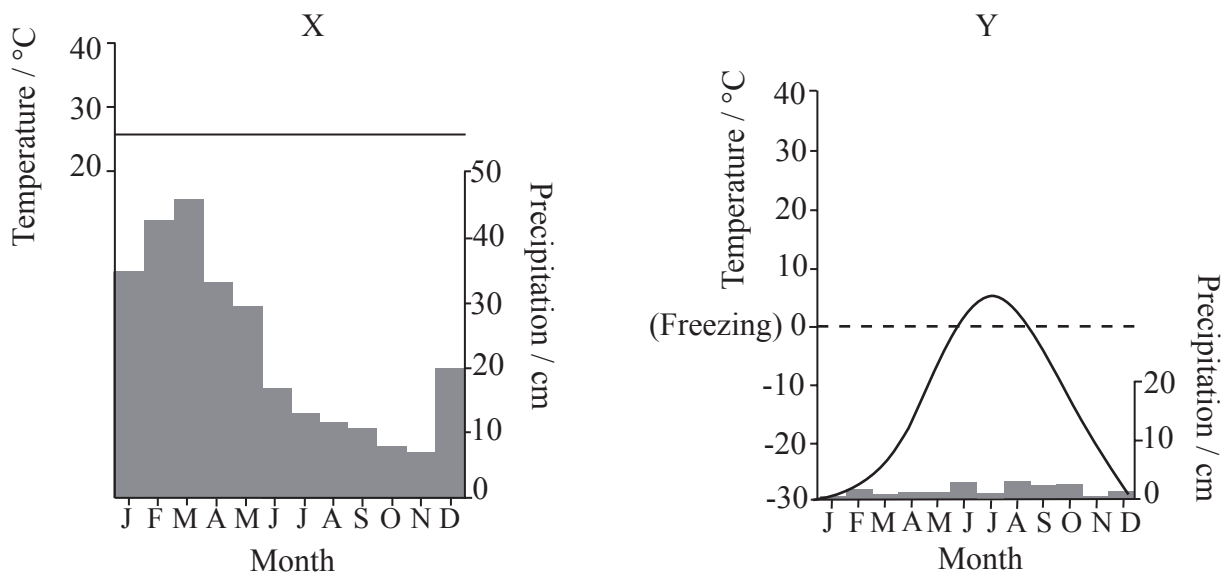 X
Temperature / °C
40
30
20
50
40
30
20
10
0
Precipitation / cm
J F M A M J J A S O N D
Month
Y
Temperature / °C
40
30
20
10
(Freezing) 0
-10
-20
-30
20
10
0
Precipitation / cm
J F M A M J J A S O N D
Month